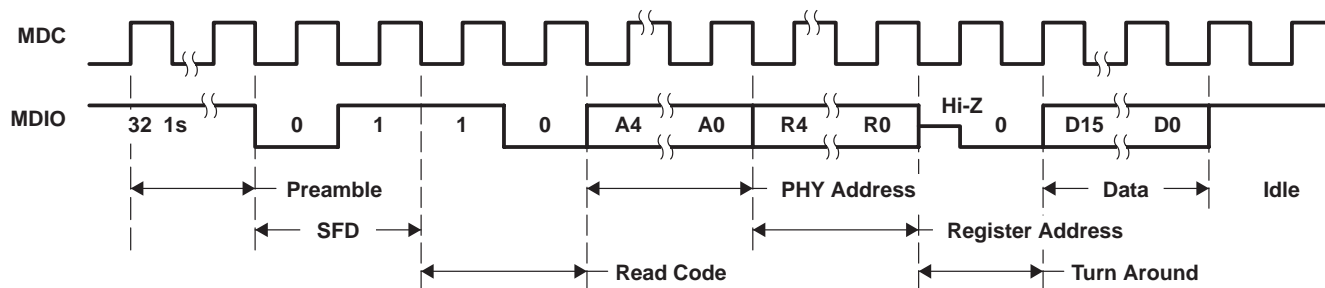 MDC
MDIO
32 1s
0
1
1
0
A4
A0
R4
R0
Hi-Z
0
D15
D0
Preamble
PHY Address
Data
Idle
SFD
Register Address
Read Code
Turn Around